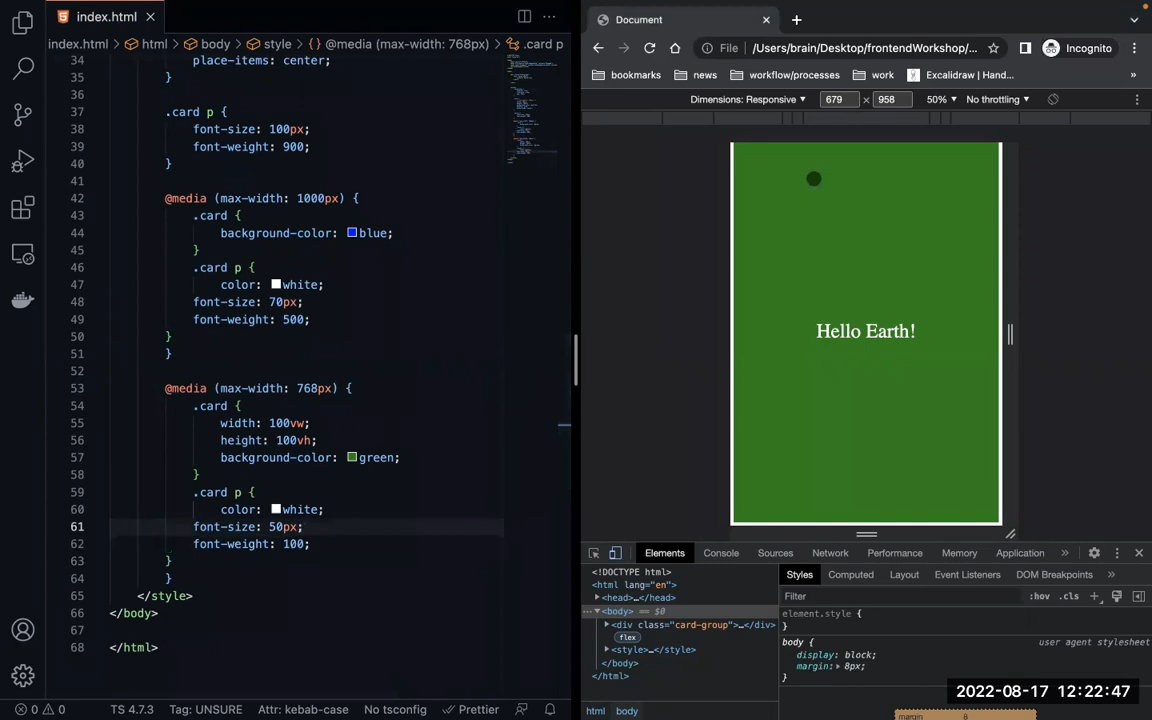 index.html
index.html > html > body > style > {} @media (max-width: 768px) > .card p
34 place-items: center;
35 }
36
37 .card p {
38 font-size: 100px;
39 font-weight: 900;
40 }
41
42 @media (max-width: 1000px) {
43 .card {
44 background-color: blue;
45 }
46 .card p {
47 color: white;
48 font-size: 70px;
49 font-weight: 500;
50 }
51 }
52
53 @media (max-width: 768px) {
54 .card {
55 width: 100vw;
56 height: 100vh;
57 background-color: green;
58 }
59 .card p {
60 color: white;
61 font-size: 50px;
62 font-weight: 100;
63 }
64 }
65 </style>
66 </body>
67
68 </html>
0 0 TS 4.7.3 Tag: UNSURE Attr: kebab-case No tsconfig Prettier
Document
File /Users/brain/Desktop/frontendWorkshop/... Incognito
bookmarks news workflow/processes work Excalidraw | Hand... »
Dimensions: Responsive 679 × 958 50% No throttling
Hello Earth!
Elements Console Sources Network Performance Memory Application »
<!DOCTYPE html>
<html lang="en">
<head>…</head>
<body> == $0
<div class="card-group">…</div>
flex
<style>…</style>
</body>
</html>
html body
Styles Computed Layout Event Listeners DOM Breakpoints »
Filter :hov .cls
element.style {
}
body { user agent stylesheet
display: block;
margin: 8px;
}
2022-08-17 12:22:47
margin 8